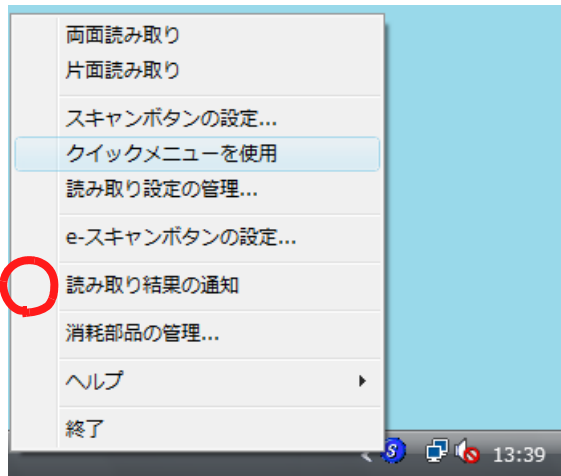 両面読み取り
片面読み取り
スキャンボタンの設定...
クイックメニューを使用
読み取り設定の管理...
e-スキャンボタンの設定...
読み取り結果の通知
消耗部品の管理...
ヘルプ
終了
S
13:39